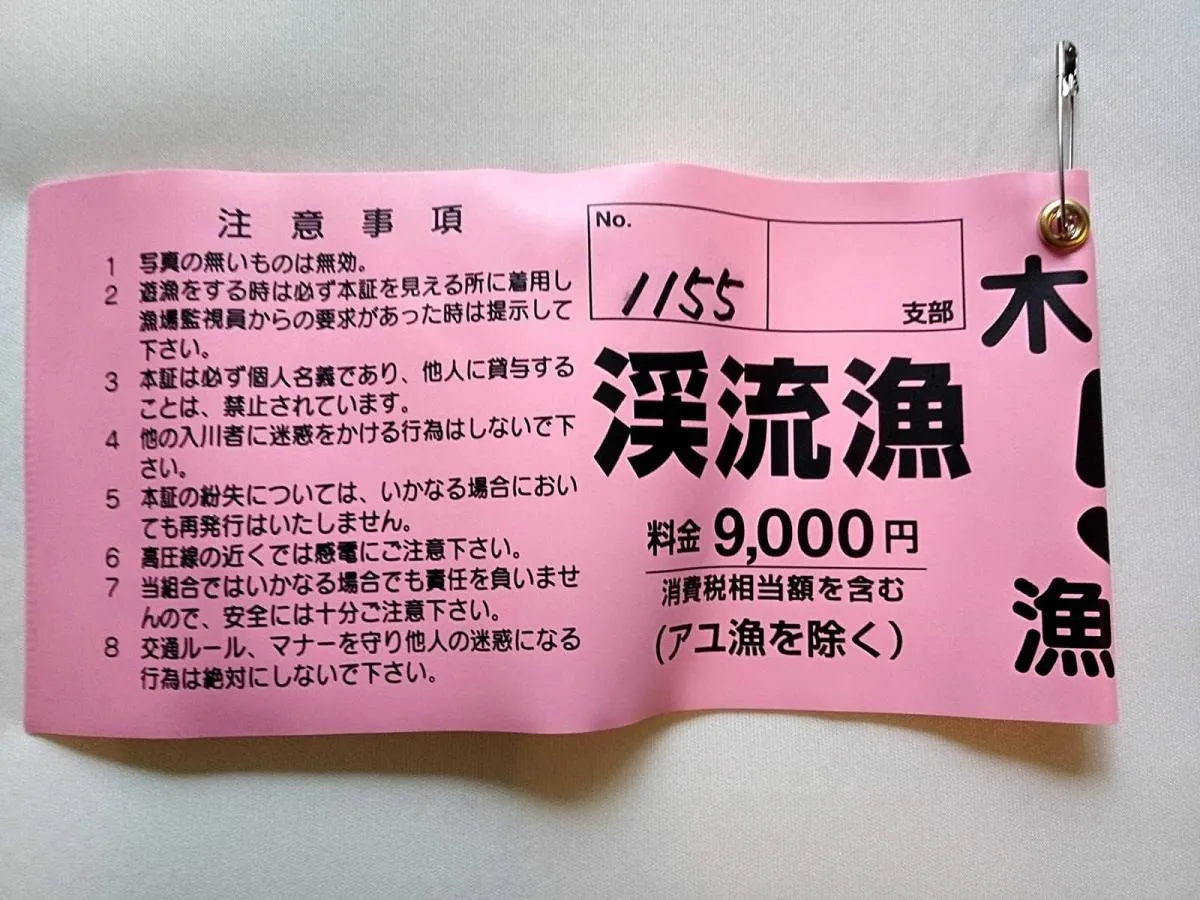 注意事項
1 写真の無いものは無効。
2 遊漁をする時は必ず本証を見える所に着用し
漁場監視員からの要求があった時は提示して
下さい。
3 本証は必ず個人名義であり、他人に貸与する
ことは、禁止されています。
4 他の入川者に迷惑をかける行為はしないで下
さい。
5 本証の紛失については、いかなる場合におい
ても再発行はいたしません。
6 高圧線の近くでは感電にご注意下さい。
7 当組合ではいかなる場合でも責任を負いませ
んので、安全には十分ご注意下さい。
8 交通ルール、マナーを守り他人の迷惑になる
行為は絶対にしないで下さい。
No.
1155
支部
渓流漁
料金 9,000円
消費税相当額を含む
(アユ漁を除く)
木
漁